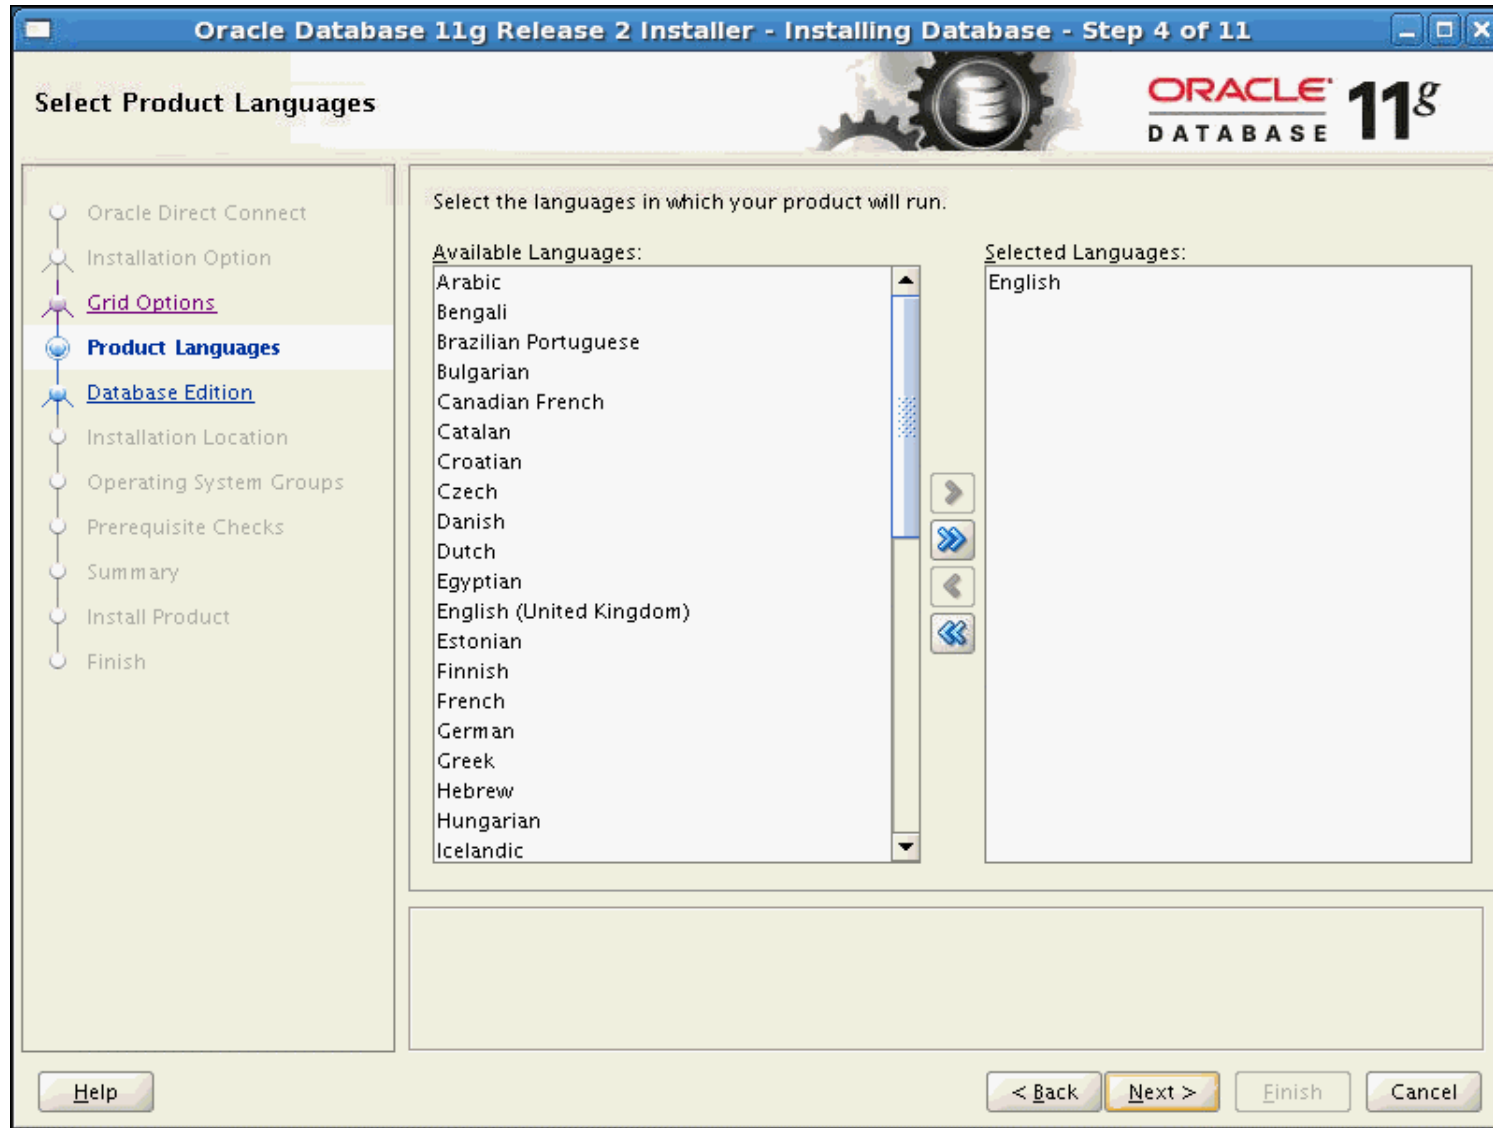 Oracle Database 11g Release 2 Installer - Installing Database - Step 4 of 11
Select Product Languages
ORACLE
DATABASE
11g
Oracle Direct Connect
Installation Option
Grid Options
Product Languages
Database Edition
Installation Location
Operating System Groups
Prerequisite Checks
Summary
Install Product
Finish
Select the languages in which your product will run.
Available Languages:
Arabic
Bengali
Brazilian Portuguese
Bulgarian
Canadian French
Catalan
Croatian
Czech
Danish
Dutch
Egyptian
English (United Kingdom)
Estonian
Finnish
French
German
Greek
Hebrew
Hungarian
Icelandic
Selected Languages:
English
Help
< Back
Next >
Finish
Cancel